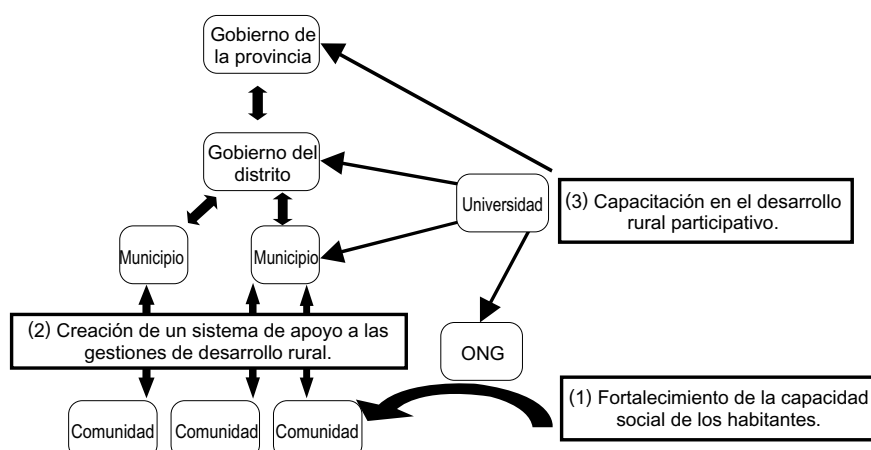 Gobierno de
la provincia
Gobierno del
distrito
Universidad
(3) Capacitación en el desarrollo
rural participativo.
Municipio
Municipio
(2) Creación de un sistema de apoyo a las
gestiones de desarrollo rural.
ONG
(1) Fortalecimiento de la capacidad
social de los habitantes.
Comunidad
Comunidad
Comunidad